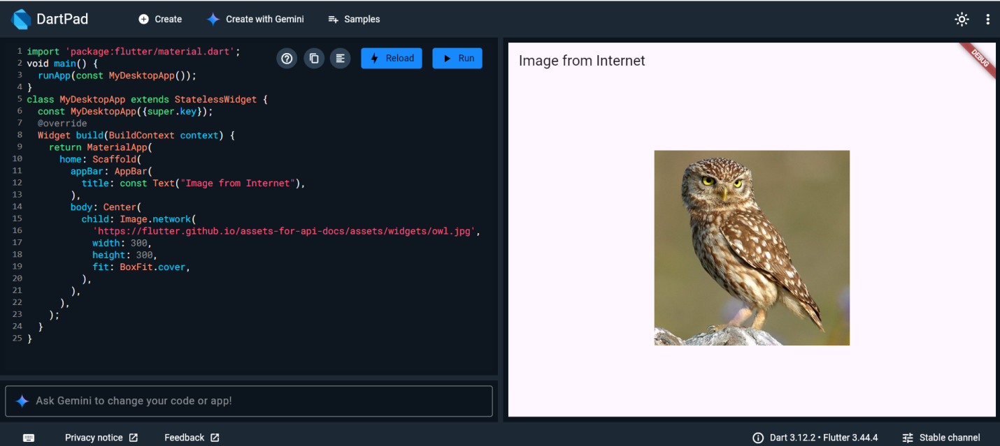 DartPad
Create
Create with Gemini
Samples
1 import 'package:flutter/material.dart';
2 void main() {
3   runApp(const MyDesktopApp());
4 }
5 class MyDesktopApp extends StatelessWidget {
6   const MyDesktopApp({super.key});
7   @override
8   Widget build(BuildContext context) {
9     return MaterialApp(
10       home: Scaffold(
11         appBar: AppBar(
12           title: const Text("Image from Internet"),
13         ),
14         body: Center(
15           child: Image.network(
16             'https://flutter.github.io/assets-for-api-docs/assets/widgets/owl.jpg',
17             width: 300,
18             height: 300,
19             fit: BoxFit.cover,
20           ),
21         ),
22       ),
23     );
24   }
25 }
Reload
Run
Image from Internet
DEBUG
Ask Gemini to change your code or app!
Privacy notice
Feedback
Dart 3.12.2 • Flutter 3.44.4
Stable channel